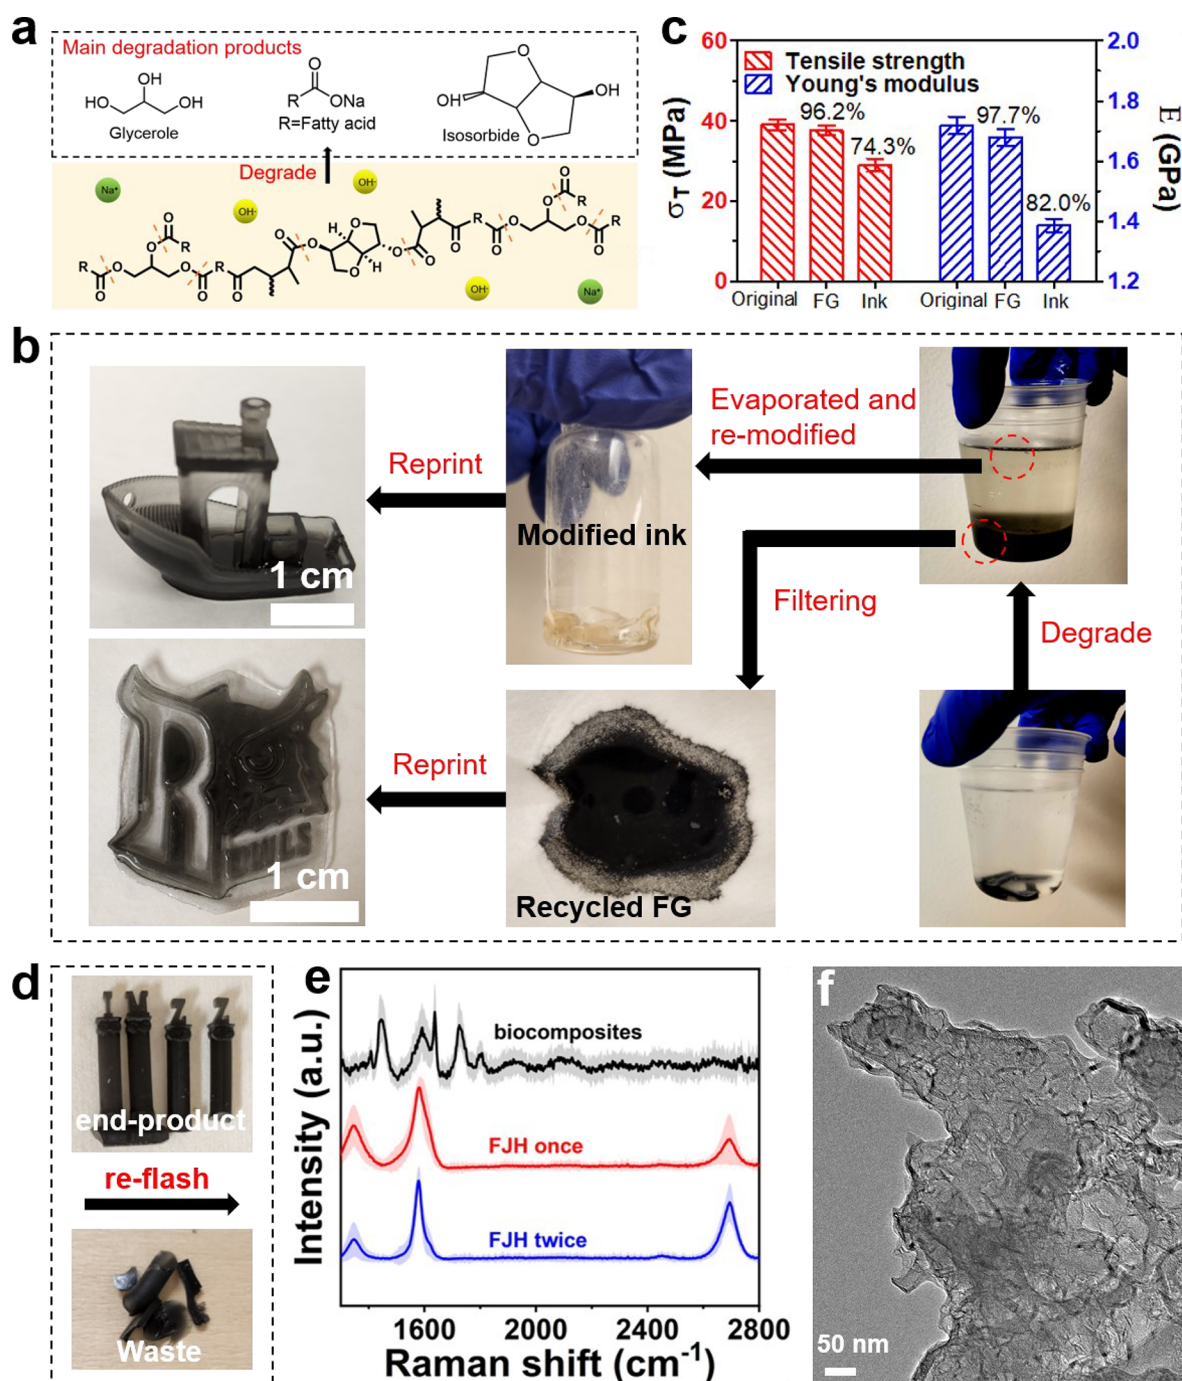 a
Main degradation products
OH
HO
OH
Glycerole
O
R
ONa
R=Fatty acid
O
OH
OH
O
Isosorbide
Degrade
Na⁺
OH⁻
OH⁻
OH⁻
Na⁺
c
60
40
20
0
σT (MPa)
Tensile strength
Young's modulus
96.2%
74.3%
97.7%
82.0%
Original
FG
Ink
Original
FG
Ink
2.0
1.8
1.6
1.4
1.2
E (GPa)
b
Reprint
1 cm
Modified ink
Evaporated and
re-modified
Filtering
Degrade
R
1 cm
Reprint
Recycled FG
d
end-product
re-flash
Waste
e
Intensity (a.u.)
biocomposites
FJH once
FJH twice
1600
2000
2400
2800
Raman shift (cm⁻¹)
f
50 nm